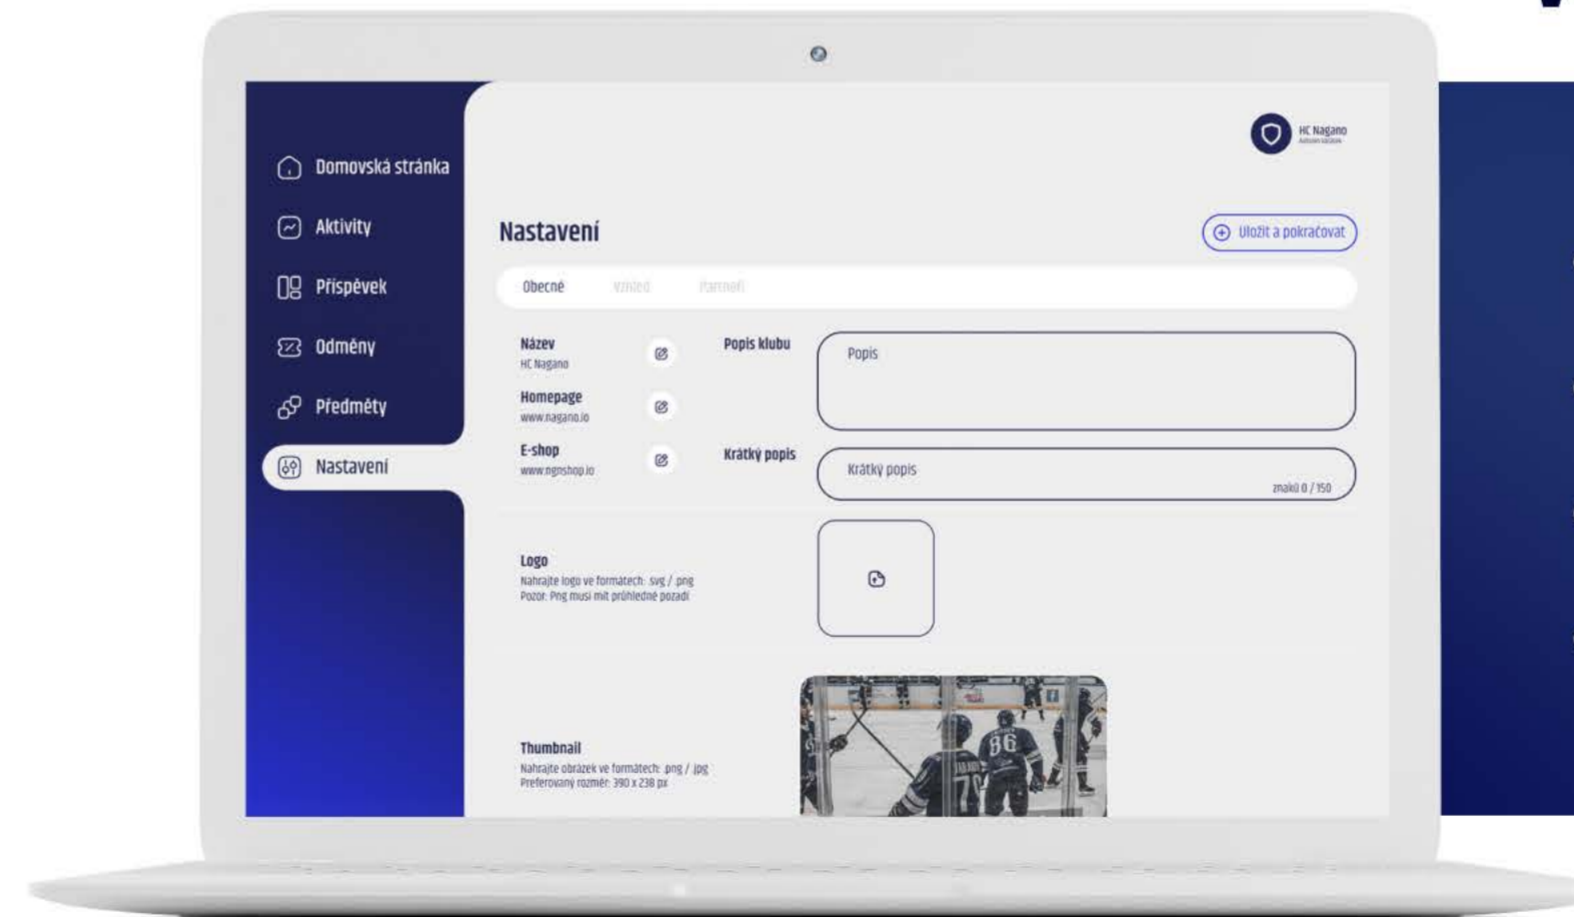 Domovská stránka
Aktivity
Příspěvek
Odměny
Předměty
Nastavení
HC Nagano
Nastavení
Uložit a pokračovat
Obecné Vzhled Partneři
Název
HC Nagano
Homepage
www.nagano.io
E-shop
www.ngnshop.io
Popis klubu
Popis
Krátký popis
Krátký popis
znaků 0 / 150
Logo
Nahrajte logo ve formátech: .svg / .png
Pozor: Png musí mít průhledné pozadí
Thumbnail
Nahrajte obrázek ve formátech: .png / .jpg
Preferovaný rozměr: 390 x 238 px
86